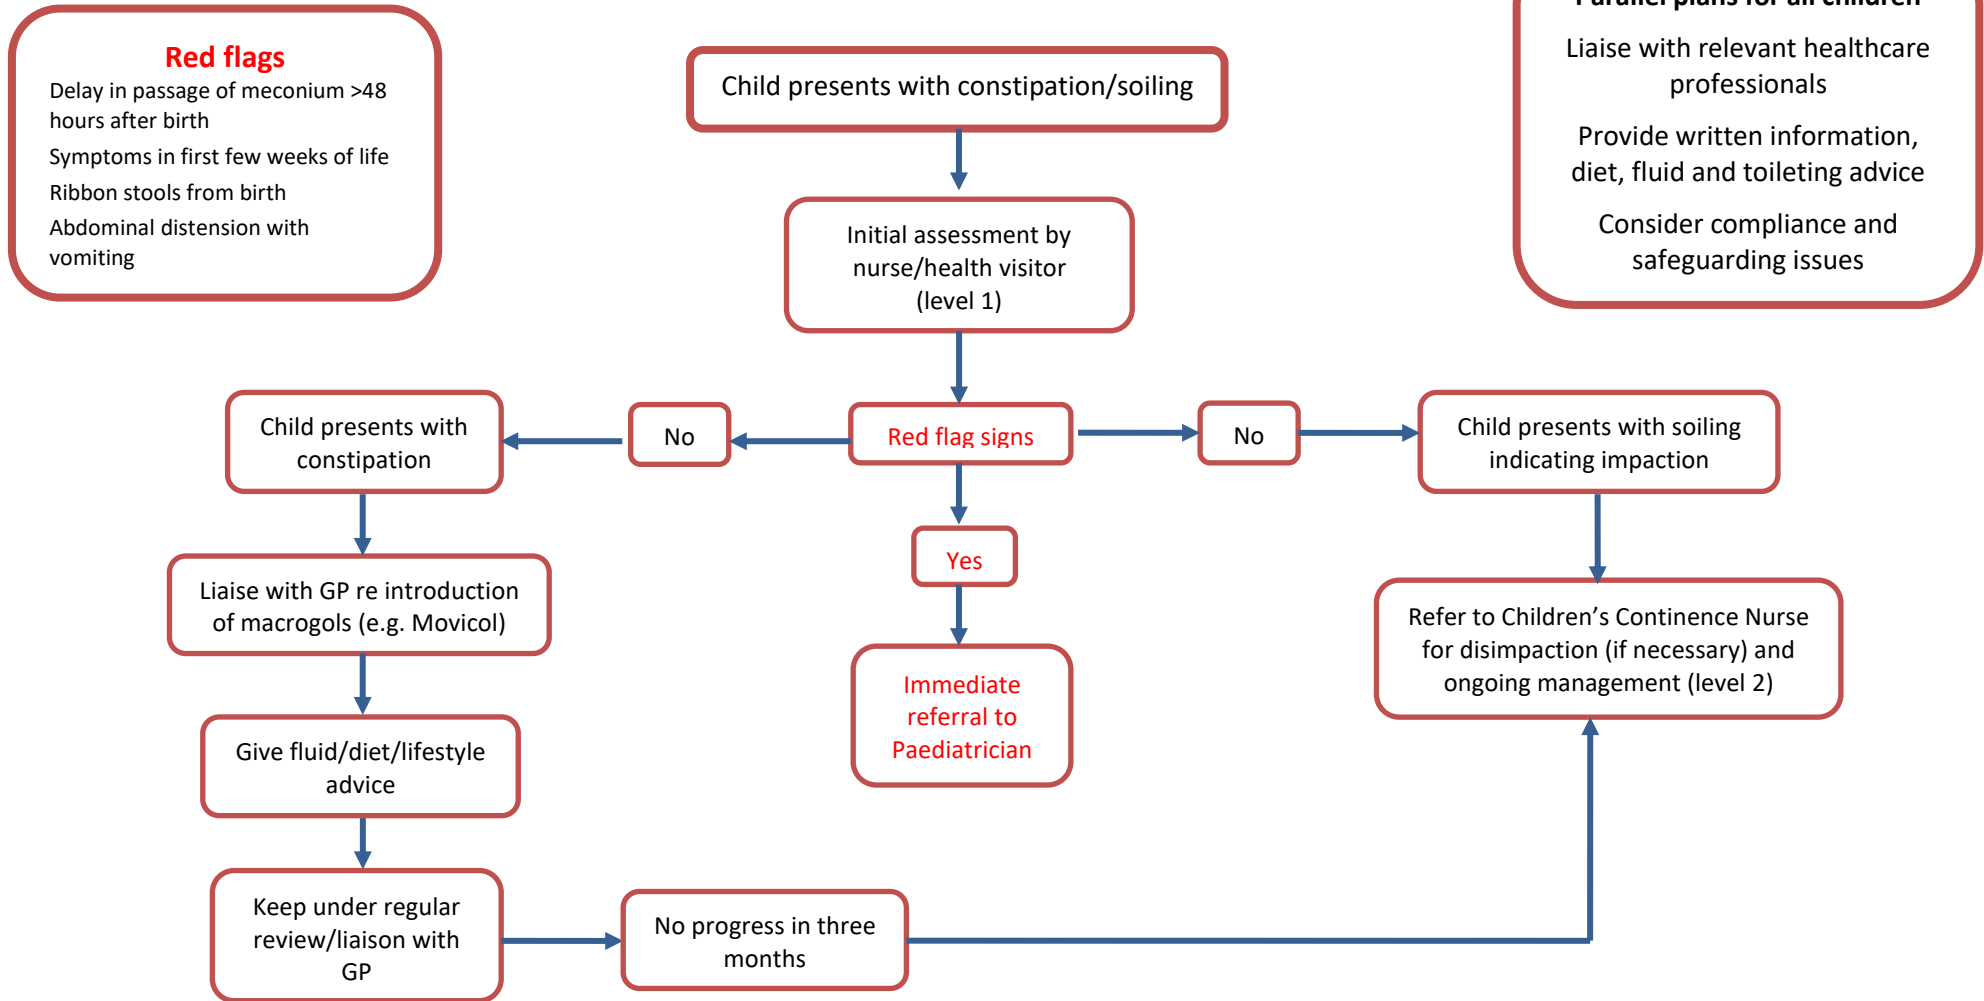 Red flags
Delay in passage of meconium >48
hours after birth
Symptoms in first few weeks of life
Ribbon stools from birth
Abdominal distension with
vomiting
Child presents with constipation/soiling
Parallel plans for all children
Liaise with relevant healthcare
professionals
Provide written information,
diet, fluid and toileting advice
Consider compliance and
safeguarding issues
Initial assessment by
nurse/health visitor
(level 1)
Child presents with
constipation
No
Red flag signs
No
Child presents with soiling
indicating impaction
Yes
Liaise with GP re introduction
of macrogols (e.g. Movicol)
Immediate
referral to
Paediatrician
Refer to Children’s Continence Nurse
for disimpaction (if necessary) and
ongoing management (level 2)
Give fluid/diet/lifestyle
advice
Keep under regular
review/liaison with
GP
No progress in three
months